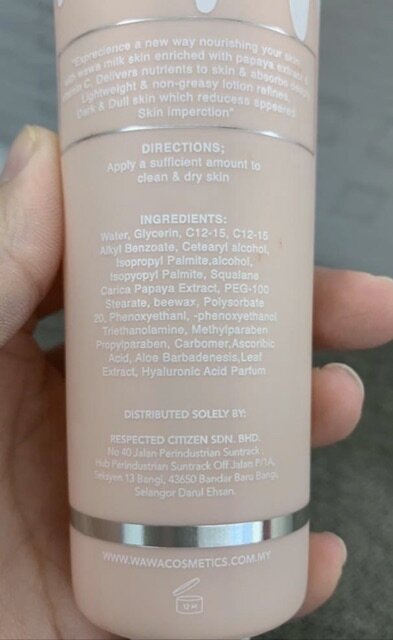 "Exprecience a new way nourishing your skin
with wawa milk skin enriched with papaya extract &
Vitamin C, Delivers nutrients to skin & absorbs deeply
Lightweight & non-greasy lotion refines,
Dark & Dull skin which reducess appeared
Skin imperction"
DIRECTIONS;
Apply a sufficient amount to
clean & dry skin
INGREDIENTS:
Water, Glycerin, C12-15, C12-15
Alkyl Benzoate, Cetearyl alcohol,
Isopropyl Palmite,alcohol,
Isopycopyl Palmite, Squalane
Carica Papaya Extract, PEG-100
Stearate, beewax, Polysorbate
20, Phenoxyethanl, -phenoxyethanol
Triethanolamine, Methylparaben
Propylparaben, Carbomer,Ascoribic
Acid, Aloe Barbadenesis,Leaf
Extract, Hyaluronic Acid Parfum
DISTRIBUTED SOLELY BY:
RESPECTED CITIZEN SDN. BHD.
No 40 Jalan Perindustrian Suntrack
Hub Perindustrian Suntrack Off Jalan P/1A,
Seksyen 13 Bangi, 43650 Bandar Baru Bangi,
Selangor Darul Ehsan.
WWW.WAWACOSMETICS.COM.MY
12 M